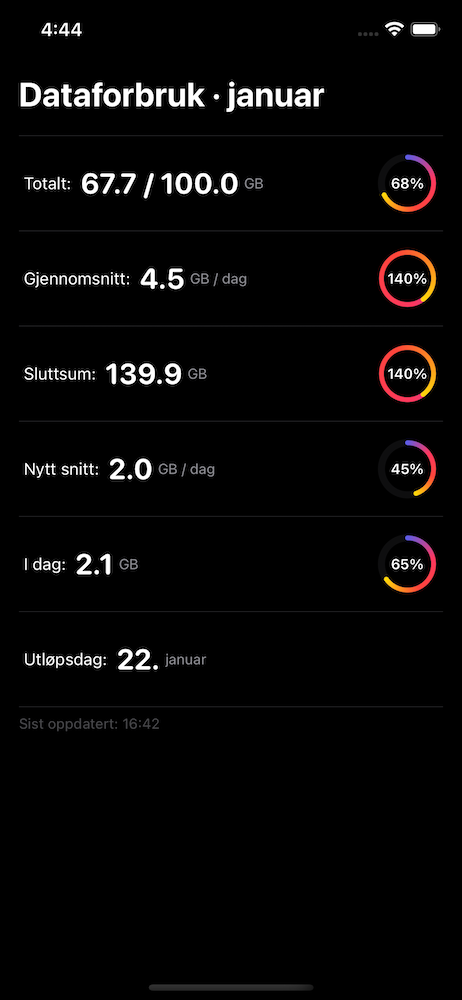 4:44
Dataforbruk · januar
Totalt: 67.7 / 100.0 GB 68%
Gjennomsnitt: 4.5 GB / dag 140%
Sluttsum: 139.9 GB 140%
Nytt snitt: 2.0 GB / dag 45%
I dag: 2.1 GB 65%
Utløpsdag: 22. januar
Sist oppdatert: 16:42